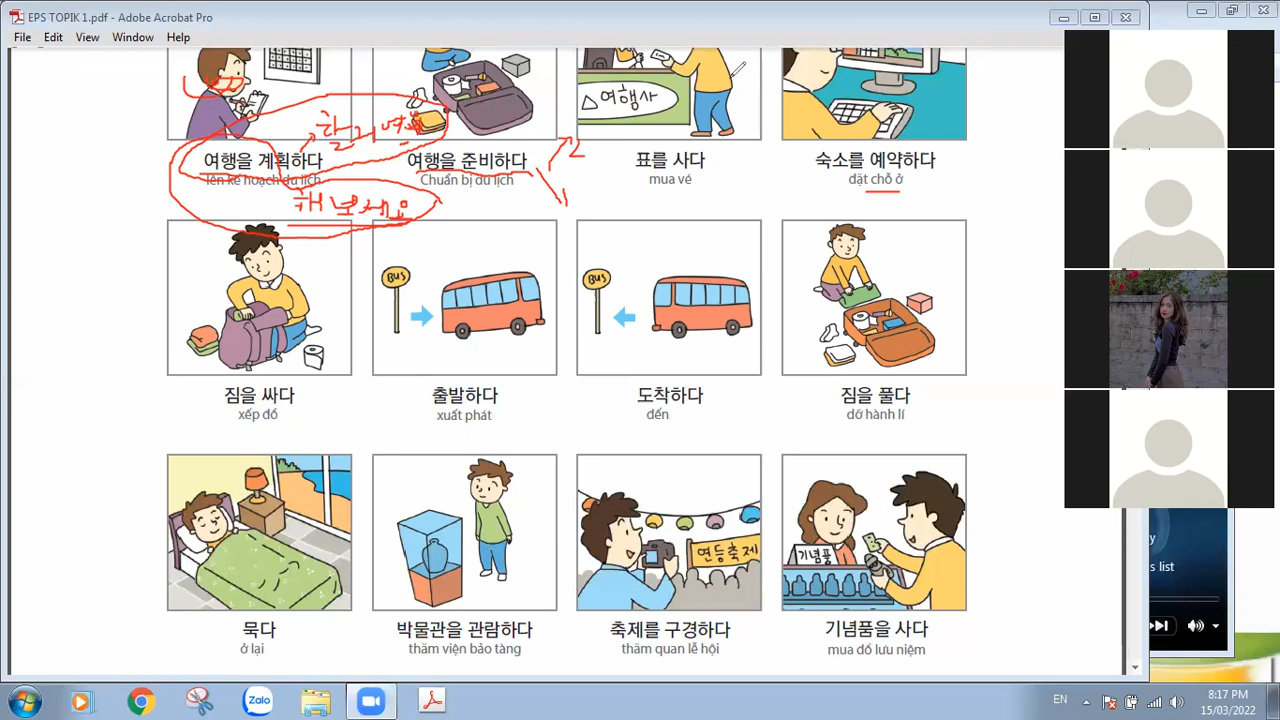 EPS TOPIK 1.pdf - Adobe Acrobat Pro
File Edit View Window Help
△여행사
여행을 계획하다
lên kế hoạch du lịch
여행을 준비하다
Chuẩn bị du lịch
표를 사다
mua vé
숙소를 예약하다
đặt chỗ ở
2
해 보세요
BUS
BUS
짐을 싸다
xếp đồ
출발하다
xuất phát
도착하다
đến
짐을 풀다
dỡ hành lí
연등축제
기념품
묵다
ở lại
박물관을 관람하다
thăm viện bảo tàng
축제를 구경하다
thăm quan lễ hội
기념품을 사다
mua đồ lưu niệm
y
s list
Zalo
EN
8:17 PM
15/03/2022